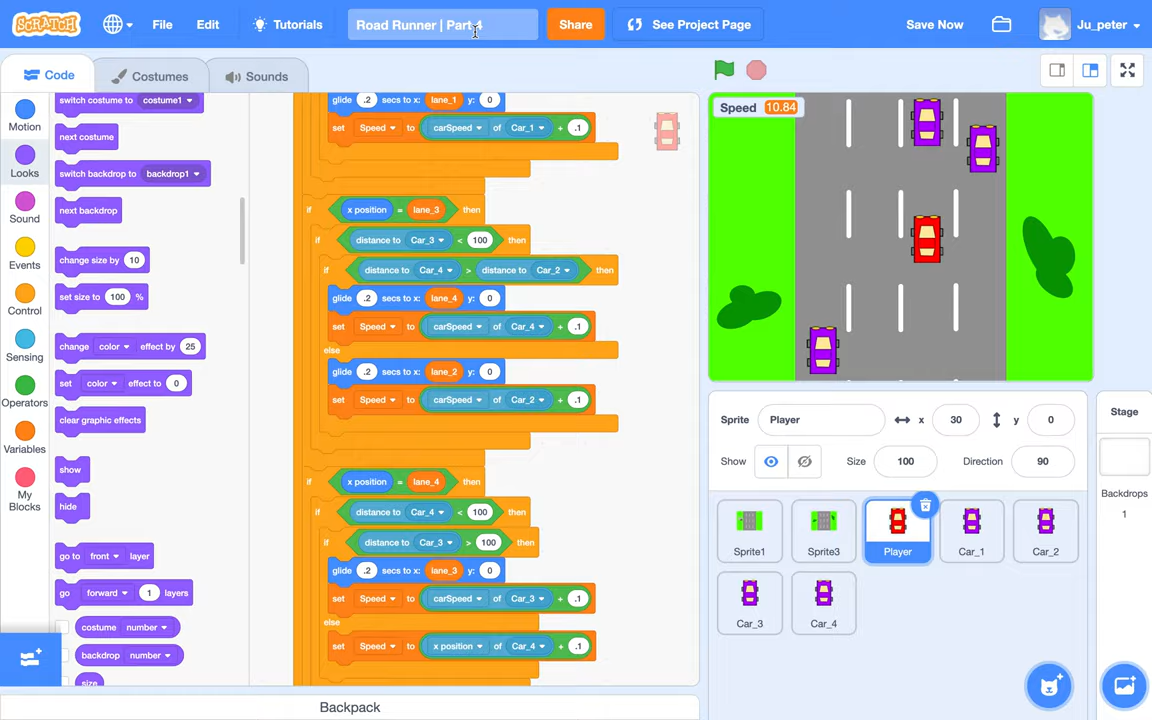 SCRATCH File Edit Tutorials Road Runner | Part Share See Project Page Save Now Ju_peter
Code Costumes Sounds
Motion
Looks
Sound
Events
Control
Sensing
Operators
Variables
My
Blocks
switch costume to costume1
next costume
switch backdrop to backdrop1
next backdrop
change size by 10
set size to 100 %
change color effect by 25
set color effect to 0
clear graphic effects
show
hide
go to front layer
go forward 1 layers
costume number
backdrop number
size
glide .2 secs to x: lane_1 y: 0
set Speed to carSpeed of Car_1 + .1
if x position = lane_3 then
if distance to Car_3 < 100 then
if distance to Car_4 > distance to Car_2 then
glide .2 secs to x: lane_4 y: 0
set Speed to carSpeed of Car_4 + .1
else
glide .2 secs to x: lane_2 y: 0
set Speed to carSpeed of Car_2 + .1
if x position = lane_4 then
if distance to Car_4 < 100 then
if distance to Car_3 > 100 then
glide .2 secs to x: lane_3 y: 0
set Speed to carSpeed of Car_3 + .1
else
set Speed to x position of Car_4 + .1
Backpack
Speed 10.84
Sprite Player x 30 y 0
Show Size 100 Direction 90
Sprite1 Sprite3 Player Car_1 Car_2
Car_3 Car_4
Stage
Backdrops
1